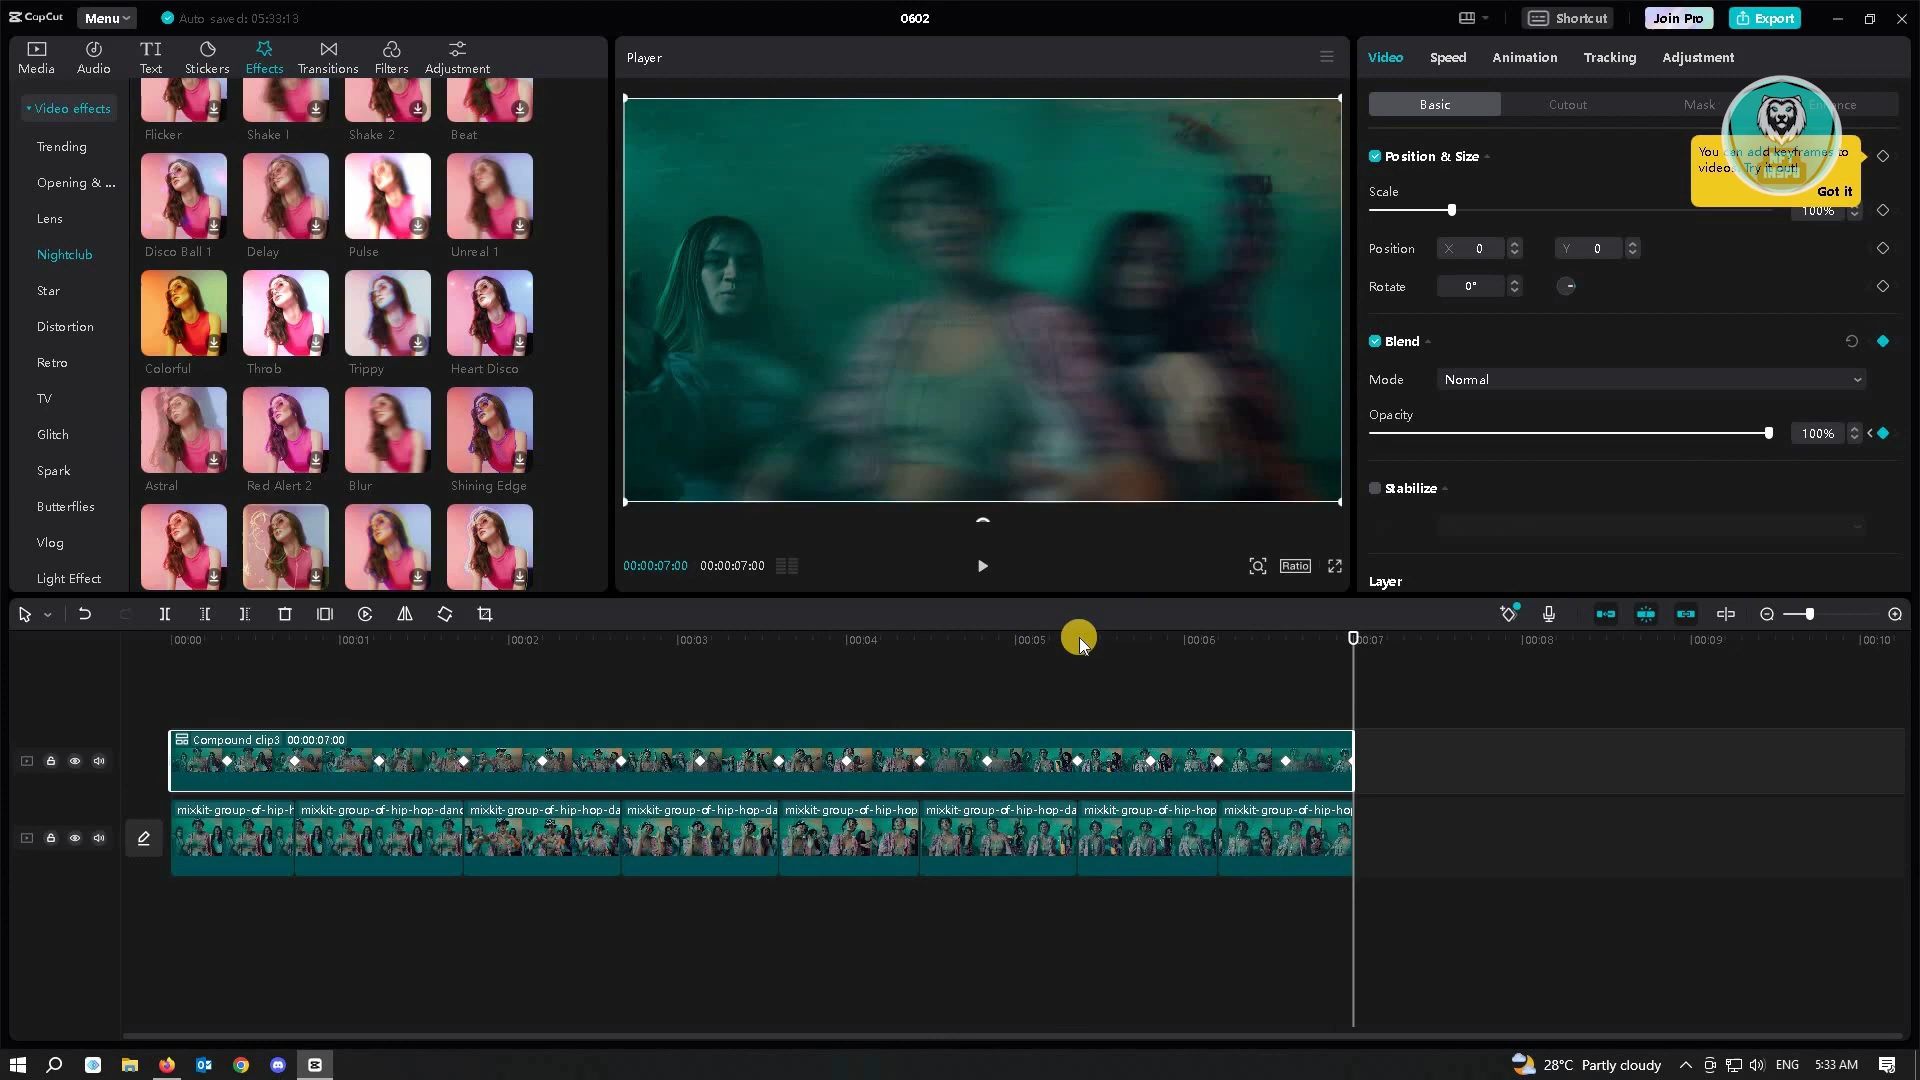 CapCut
Menu
Auto saved: 05:33:13
0602
Shortcut
Join Pro
Export
Media
Audio
Text
Stickers
Effects
Transitions
Filters
Adjustment
Video effects
Trending
Opening & ...
Lens
Nightclub
Star
Distortion
Retro
TV
Glitch
Spark
Butterflies
Vlog
Light Effect
Flicker
Shake 1
Shake 2
Beat
Disco Ball 1
Delay
Pulse
Unreal 1
Colorful
Throb
Trippy
Heart Disco
Astral
Red Alert 2
Blur
Shining Edge
Player
00:00:07:00
00:00:07:00
Ratio
Video
Speed
Animation
Tracking
Adjustment
Basic
Cutout
Mask
Enhance
You can add keyframes to
video. Try it out!
Got it
Position & Size
Scale
100%
Position
X 0
Y 0
Rotate
0°
Blend
Mode
Normal
Opacity
100%
Stabilize
Layer
00:00
00:01
00:02
00:03
00:04
00:05
00:06
00:07
00:08
00:09
00:10
Compound clip3 00:00:07:00
mixkit-group-of-hip-h
mixkit-group-of-hip-hop-danc
mixkit-group-of-hip-hop-da
mixkit-group-of-hip-hop-da
mixkit-group-of-hip-hop
mixkit-group-of-hip-hop-da
mixkit-group-of-hip-hop
mixkit-group-of-hip-hop
28°C Partly cloudy
ENG
5:33 AM